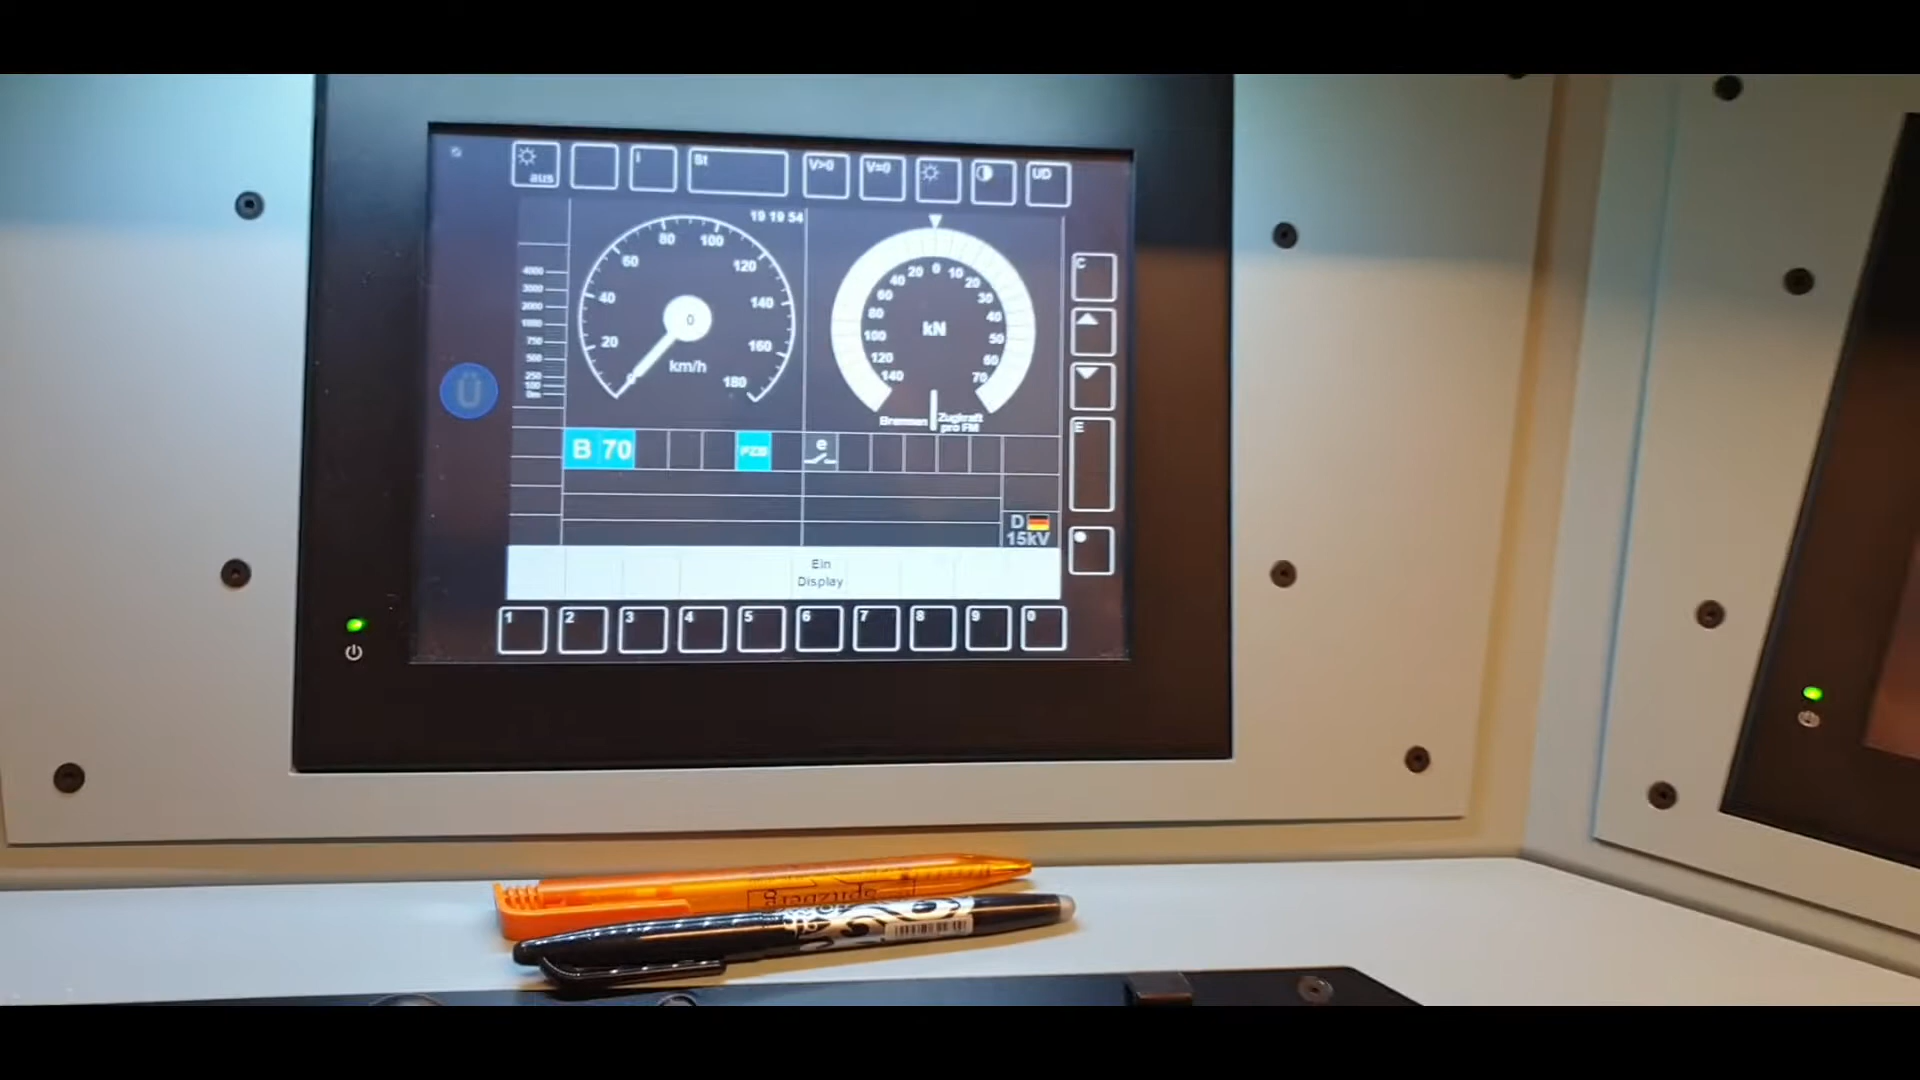 aus
i
St
V>0
V=0
UD
19 19 54
4000
3000
2000
1000
750
500
250
100
0m
0
20
40
60
80
100
120
140
160
180
0
km/h
140
120
100
80
60
40
20
0
10
20
30
40
50
60
70
kN
Bremsen
Zugkraft
pro FM
C
E
Ü
B 70
PZB
e
D
15kV
Ein
Display
1
2
3
4
5
6
7
8
9
0